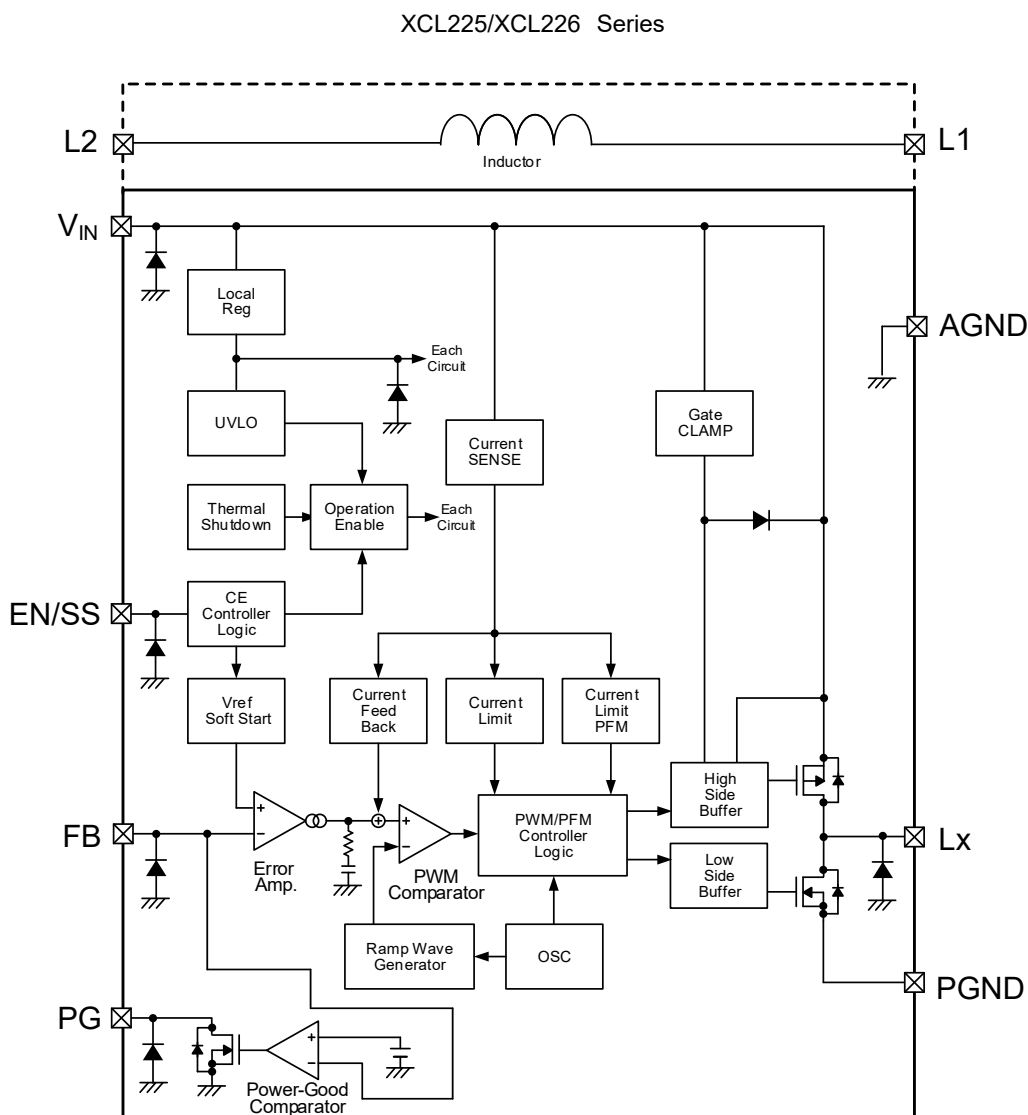 XCL225/XCL226 Series
L2
L1
Inductor
VIN
Local
Reg
AGND
Each
Circuit
UVLO
Current
SENSE
Gate
CLAMP
Thermal
Shutdown
Operation
Enable
Each
Circuit
EN/SS
CE
Controller
Logic
Vref
Soft Start
Current
Feed
Back
Current
Limit
Current
Limit
PFM
High
Side
Buffer
FB
+
−
Error
Amp.
+
+
−
PWM
Comparator
PWM/PFM
Controller
Logic
Lx
Low
Side
Buffer
Ramp Wave
Generator
OSC
PGND
PG
+
−
Power-Good
Comparator